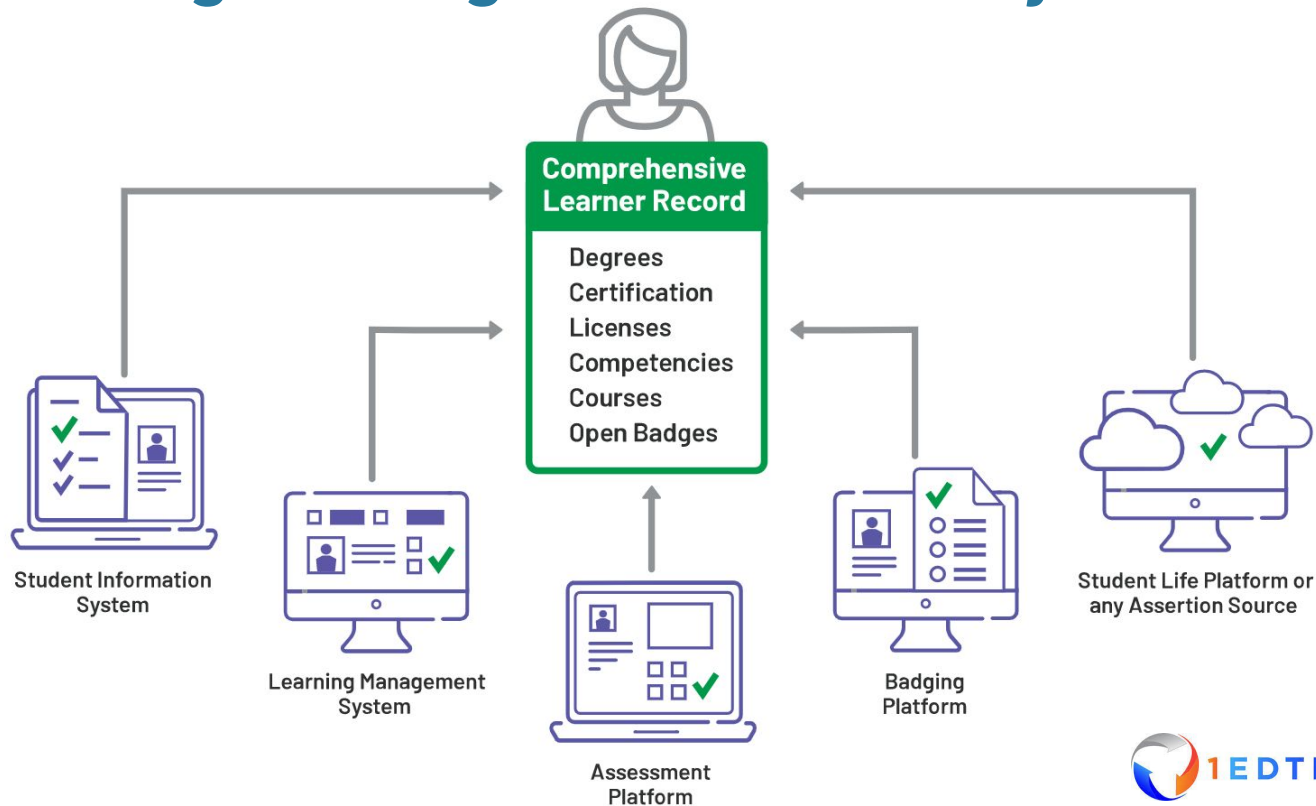 Comprehensive
Learner Record
Degrees
Certification
Licenses
Competencies
Courses
Open Badges
Student Information
System
Learning Management
System
Assessment
Platform
Badging
Platform
Student Life Platform or
any Assertion Source